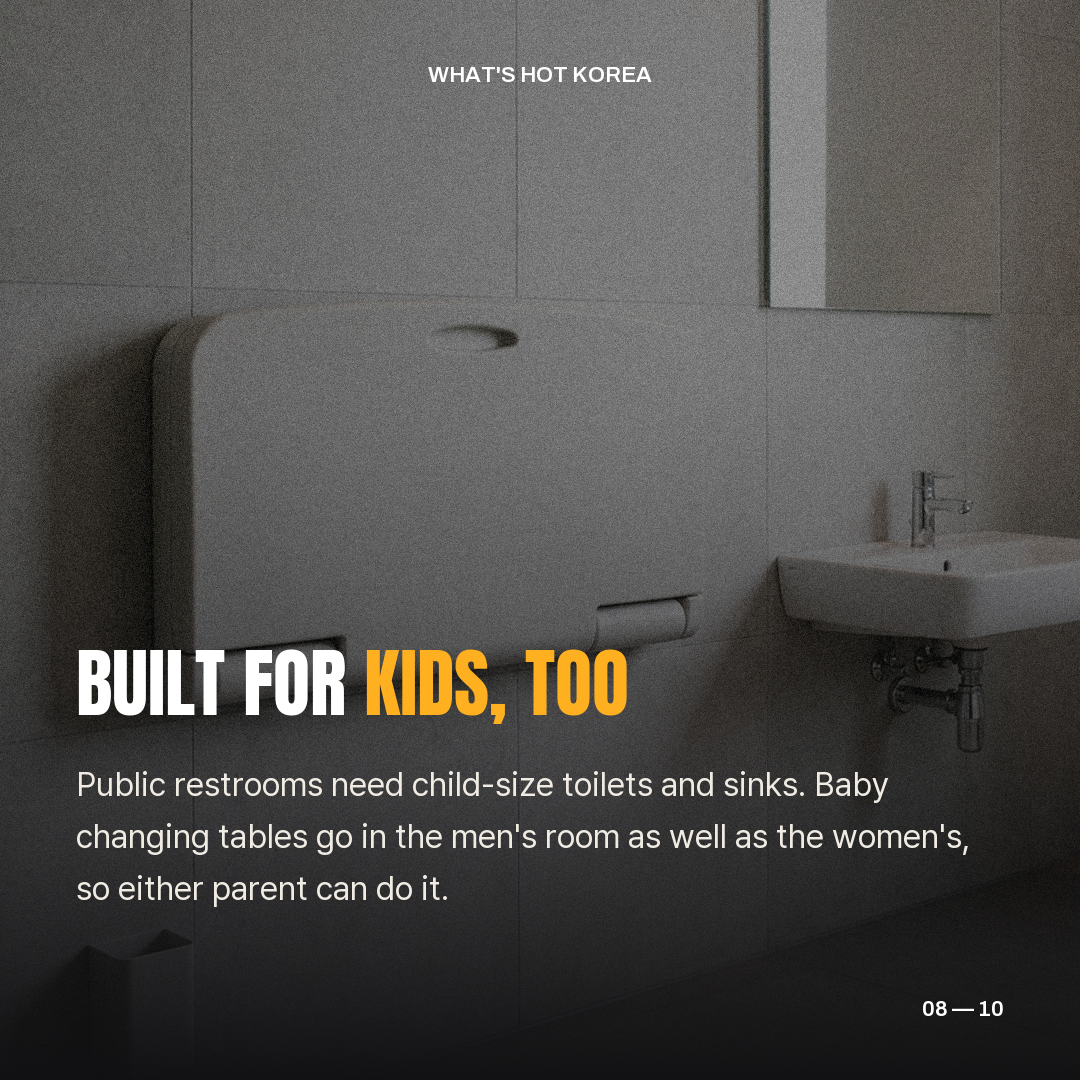 WHAT'S HOT KOREA
BUILT FOR KIDS, TOO
Public restrooms need child-size toilets and sinks. Baby
changing tables go in the men's room as well as the women's,
so either parent can do it.
08 — 10